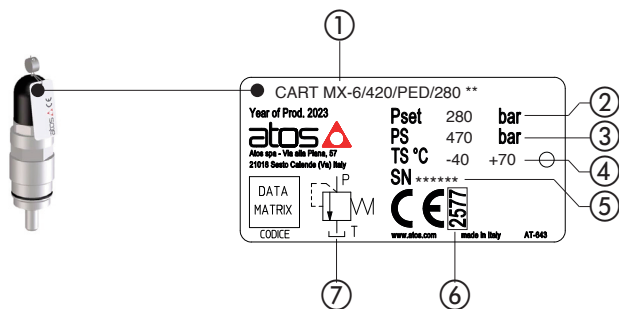 ①
CART MX-6/420/PED/280 **
Year of Prod. 2023
atos
Atos spa - Via alla Piana, 57
21018 Sesto Calende (Va) Italy
DATA
MATRIX
CODICE
P
T
Pset 280 bar
PS 470 bar
TS °C -40 +70
SN ******
CE 2577
www.atos.com made in Italy AT-643
②
③
④
⑤
⑥
⑦
atos CE